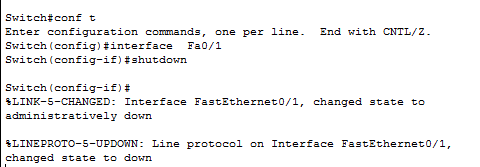 Switch#conf t
Enter configuration commands, one per line.  End with CNTL/Z.
Switch(config)#interface  Fa0/1
Switch(config-if)#shutdown
Switch(config-if)#
%LINK-5-CHANGED: Interface FastEthernet0/1, changed state to
administratively down
%LINEPROTO-5-UPDOWN: Line protocol on Interface FastEthernet0/1,
changed state to down